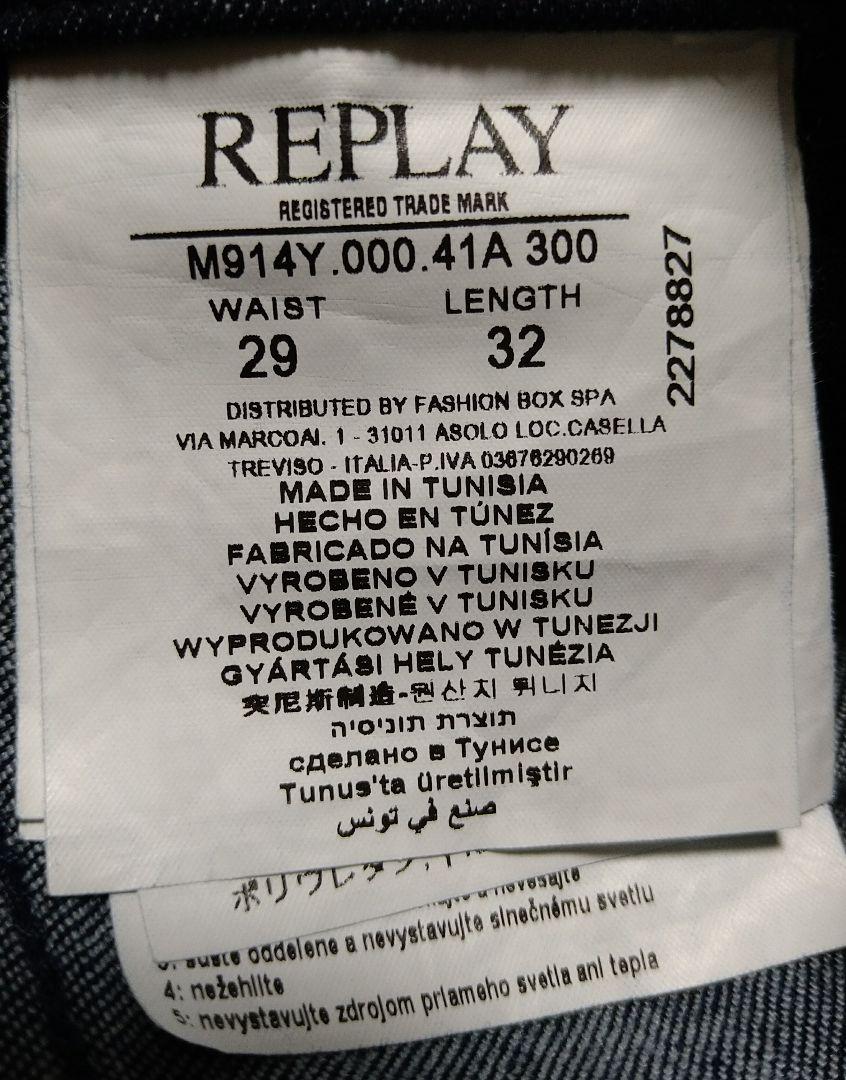 REPLAY
REGISTERED TRADE MARK
M914Y.000.41A 300
WAIST LENGTH
29 32
2278827
DISTRIBUTED BY FASHION BOX SPA
VIA MARCOAI. 1 - 31011 ASOLO LOC.CASELLA
TREVISO - ITALIA-P.IVA 03676290269
MADE IN TUNISIA
HECHO EN TÚNEZ
FABRICADO NA TUNÍSIA
VYROBENO V TUNISKU
VYROBENÉ V TUNISKU
WYPRODUKOWANO W TUNEZJI
GYÁRTÁSI HELY TUNÉZIA
突尼斯制造-원산지 튀니지
תוצרת תוניסיה
сделано в Тунисе
Tunus'ta üretilmiştir
صنع في تونس
ポリウレタン
a nevešajte
oddelene a nevystavujte slnečnému svetlu
4: nežehlite
5: nevystavujte zdrojom priameho svetla ani tepla